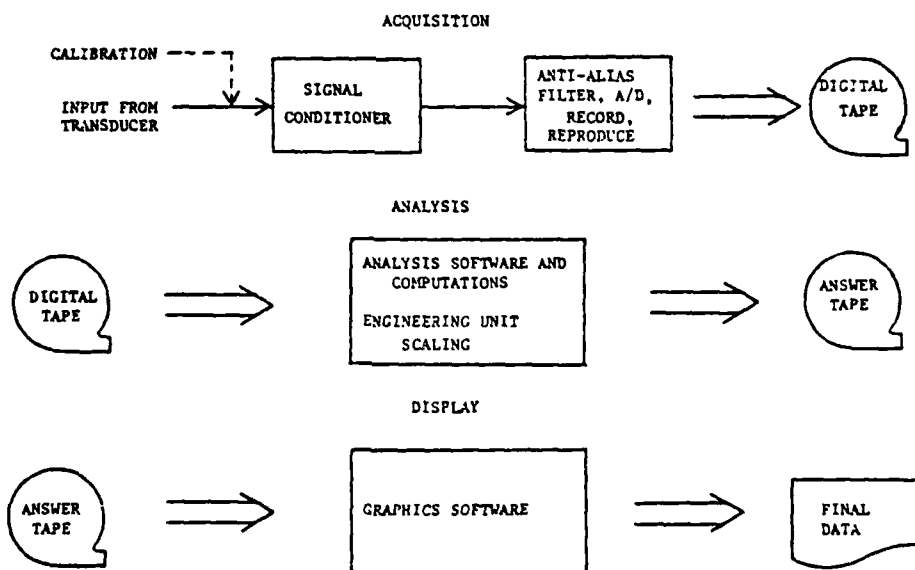 ACQUISITION
CALIBRATION
INPUT FROM
TRANSDUCER
SIGNAL
CONDITIONER
ANTI-ALIAS
FILTER, A/D,
RECORD,
REPRODUCE
DIGITAL
TAPE
ANALYSIS
DIGITAL
TAPE
ANALYSIS SOFTWARE AND
COMPUTATIONS
ENGINEERING UNIT
SCALING
ANSWER
TAPE
DISPLAY
ANSWER
TAPE
GRAPHICS SOFTWARE
FINAL
DATA